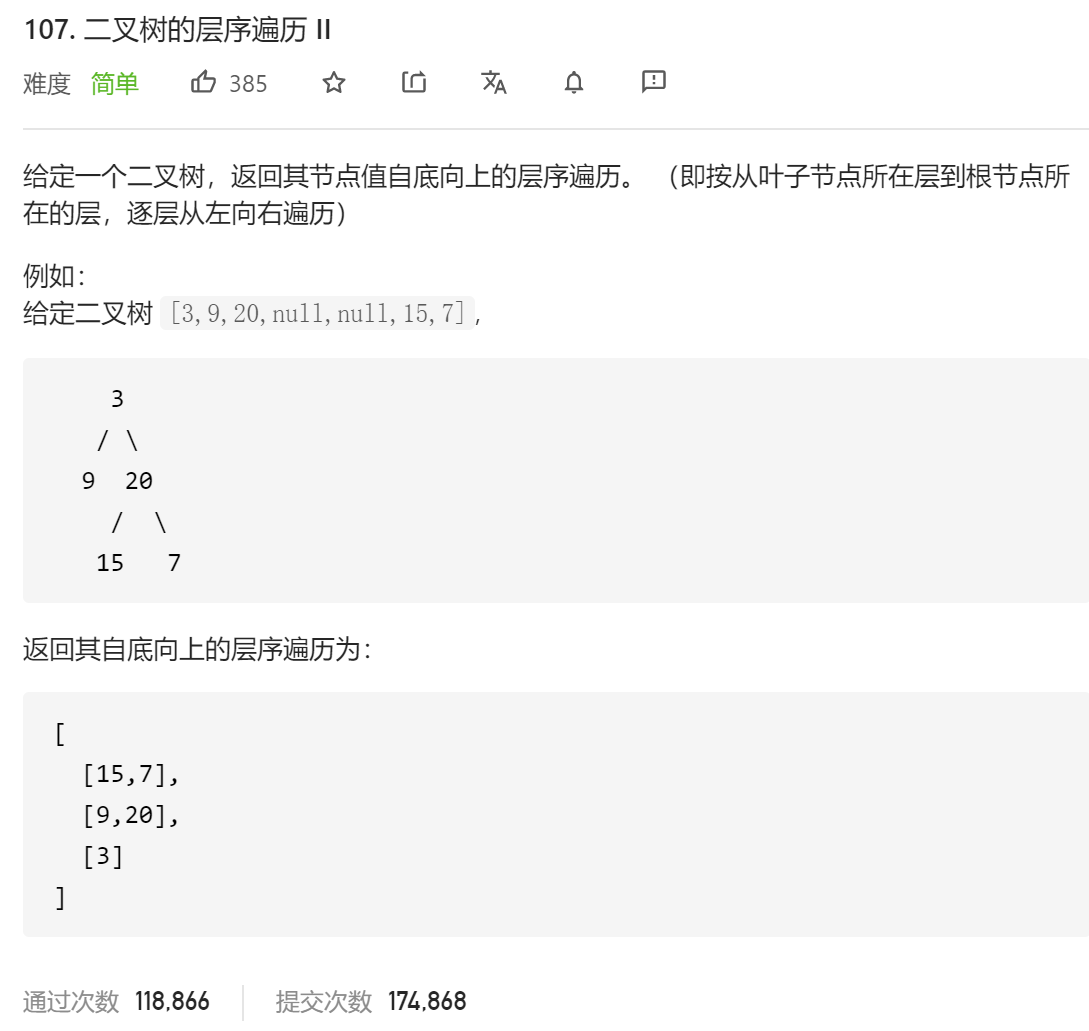 107. 二叉树的层序遍历 II
难度 简单 385
给定一个二叉树，返回其节点值自底向上的层序遍历。 （即按从叶子节点所在层到根节点所
在的层，逐层从左向右遍历）
例如：
给定二叉树 [3,9,20,null,null,15,7],
3
/ \
9 20
/ \
15 7
返回其自底向上的层序遍历为：
[
[15,7],
[9,20],
[3]
]
通过次数 118,866 提交次数 174,868